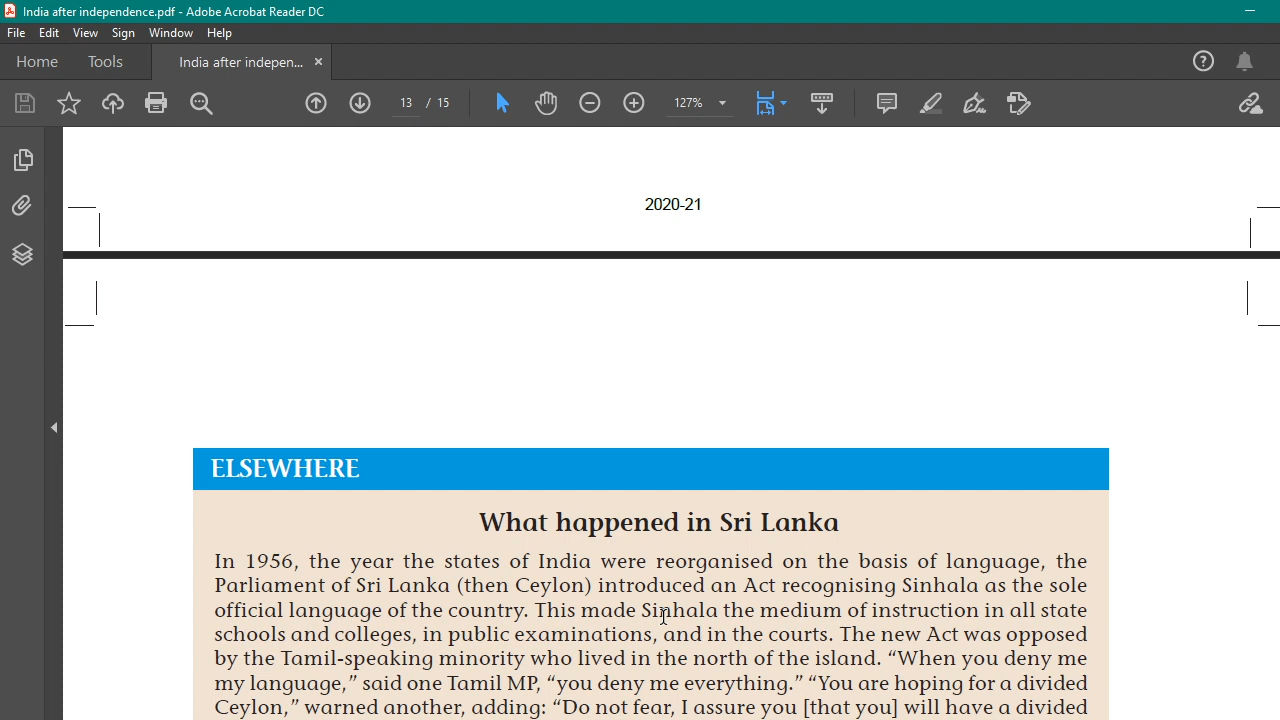 India after independence.pdf - Adobe Acrobat Reader DC
File Edit View Sign Window Help
Home Tools India after indepen... ×
13 / 15 127%
2020-21
ELSEWHERE
What happened in Sri Lanka
In 1956, the year the states of India were reorganised on the basis of language, the
Parliament of Sri Lanka (then Ceylon) introduced an Act recognising Sinhala as the sole
official language of the country. This made Sinhala the medium of instruction in all state
schools and colleges, in public examinations, and in the courts. The new Act was opposed
by the Tamil-speaking minority who lived in the north of the island. “When you deny me
my language,” said one Tamil MP, “you deny me everything.” “You are hoping for a divided
Ceylon,” warned another, adding: “Do not fear, I assure you [that you] will have a divided